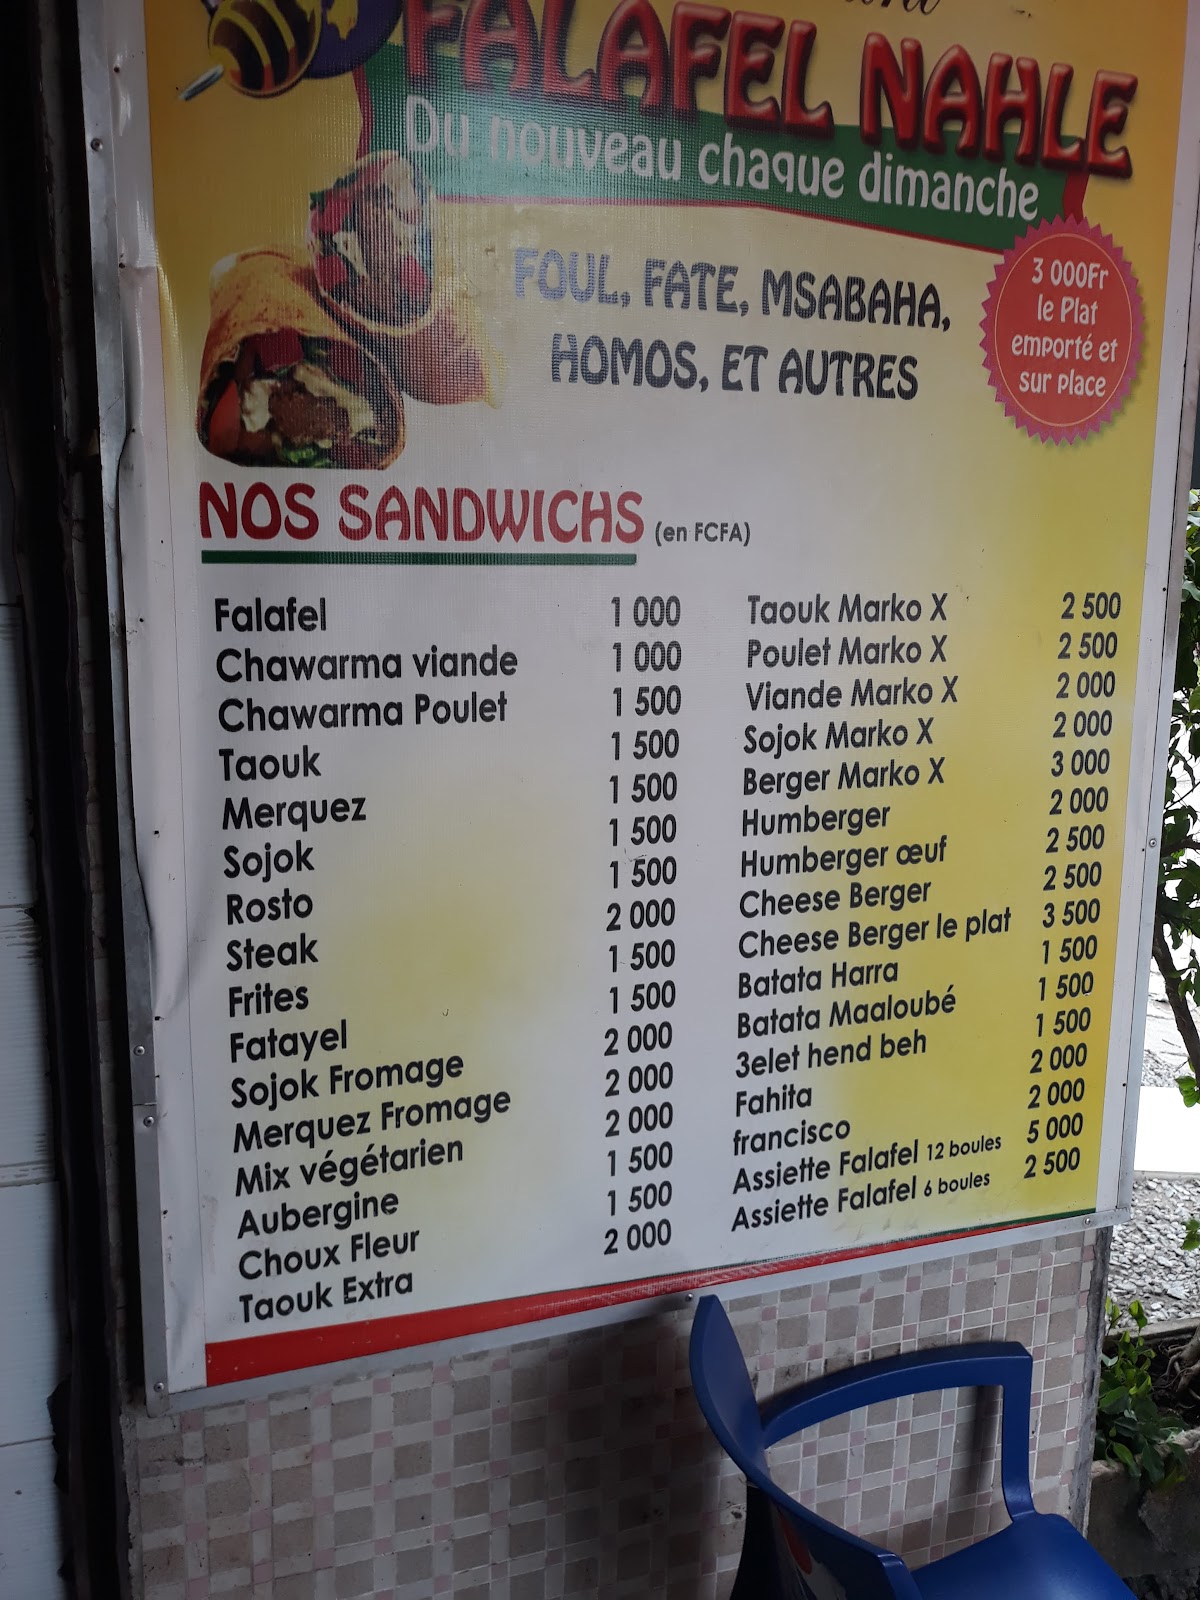 FALAFEL NAHLE
Du nouveau chaque dimanche
FOUL, FATE, MSABAHA,
HOMOS, ET AUTRES
3 000Fr
le Plat
emporté et
sur place
NOS SANDWICHS (en FCFA)
Falafel 1 000
Chawarma viande 1 000
Chawarma Poulet 1 500
Taouk 1 500
Merquez 1 500
Sojok 1 500
Rosto 1 500
Steak 2 000
Frites 1 500
Fatayel 1 500
Sojok Fromage 2 000
Merquez Fromage 2 000
Mix végétarien 2 000
Aubergine 1 500
Choux Fleur 1 500
Taouk Extra 2 000
Taouk Marko X 2 500
Poulet Marko X 2 500
Viande Marko X 2 000
Sojok Marko X 2 000
Berger Marko X 3 000
Humberger 2 000
Humberger œuf 2 500
Cheese Berger 2 500
Cheese Berger le plat 3 500
Batata Harra 1 500
Batata Maaloubé 1 500
3elet hend beh 1 500
Fahita 2 000
francisco 2 000
Assiette Falafel 12 boules 5 000
Assiette Falafel 6 boules 2 500